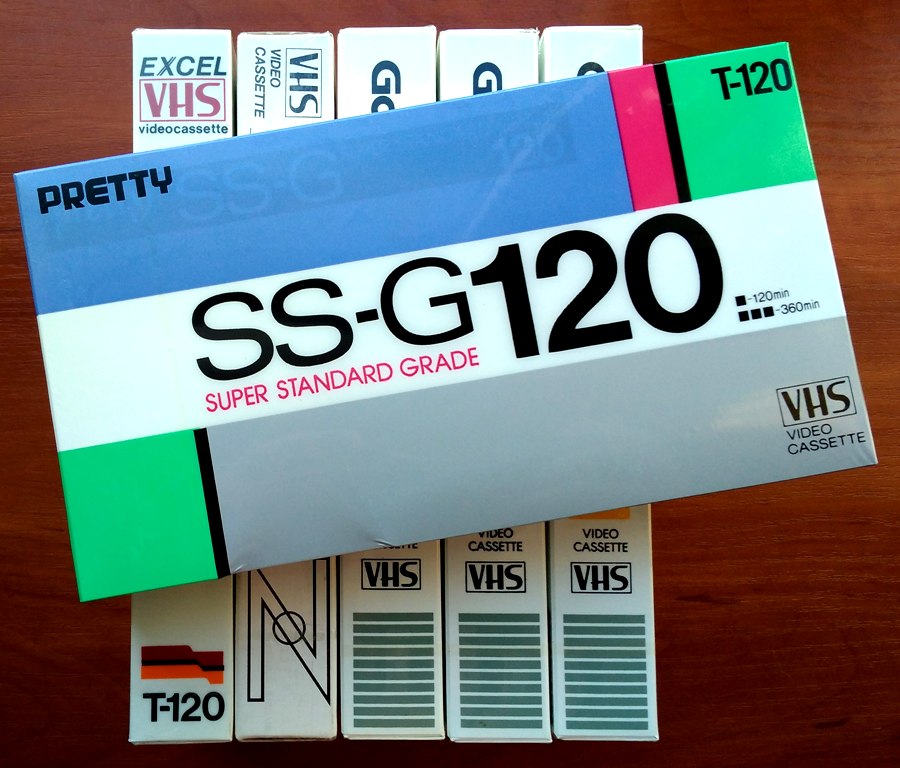 EXCEL
VHS
videocassette
VHS
VIDEO
CASSETTE
PRETTY
T-120
SS-G120
SUPER STANDARD GRADE
-120min
-360min
VHS
VIDEO
CASSETTE
T-120
N
VIDEO
CASSETTE
VHS
VIDEO
CASSETTE
VHS
VHS